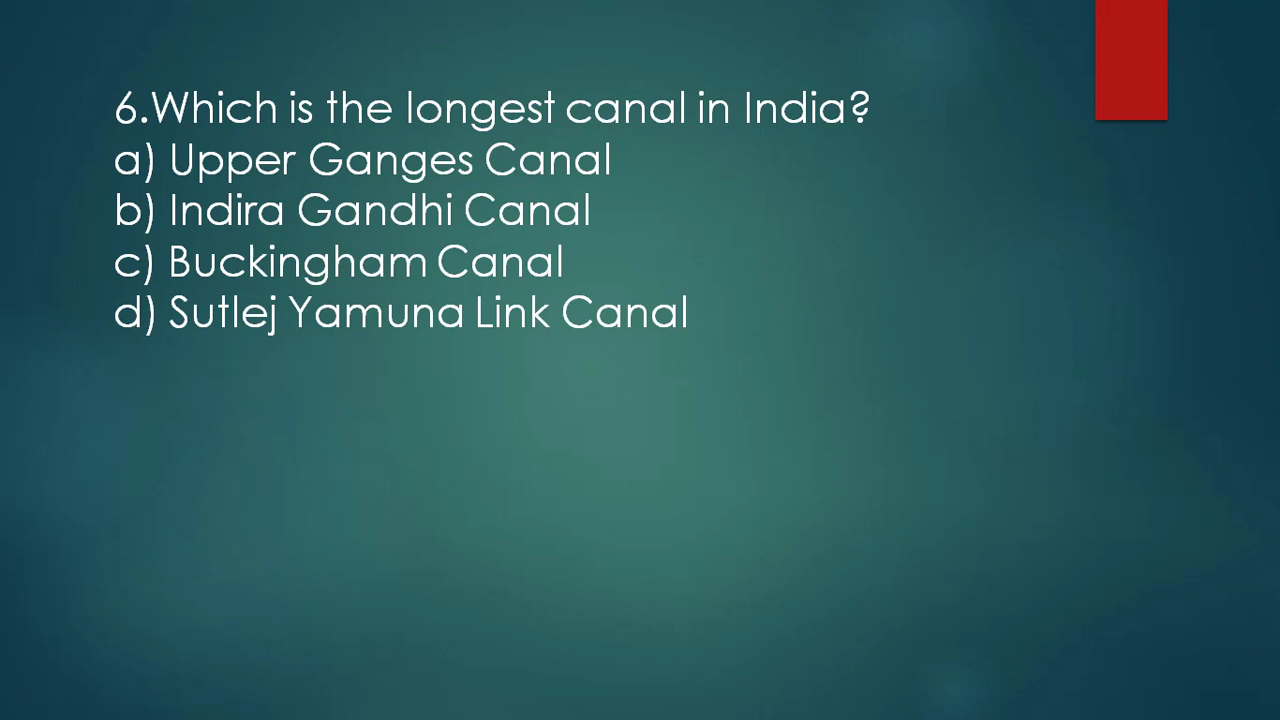 6.Which is the longest canal in India?
a) Upper Ganges Canal
b) Indira Gandhi Canal
c) Buckingham Canal
d) Sutlej Yamuna Link Canal